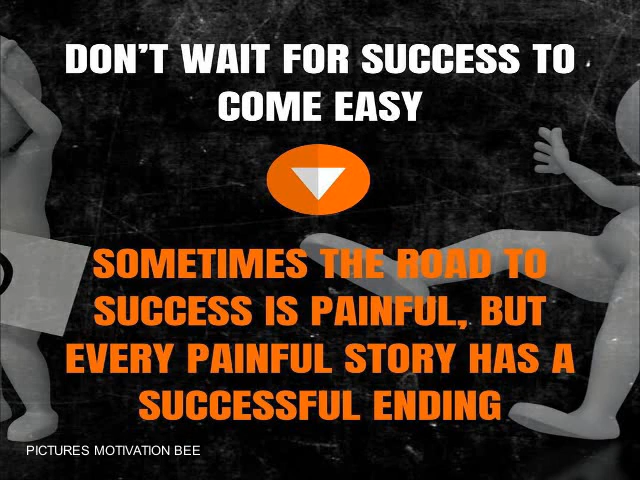 DON'T WAIT FOR SUCCESS TO
COME EASY
SOMETIMES THE ROAD TO
SUCCESS IS PAINFUL, BUT
EVERY PAINFUL STORY HAS A
SUCCESSFUL ENDING
PICTURES MOTIVATION BEE